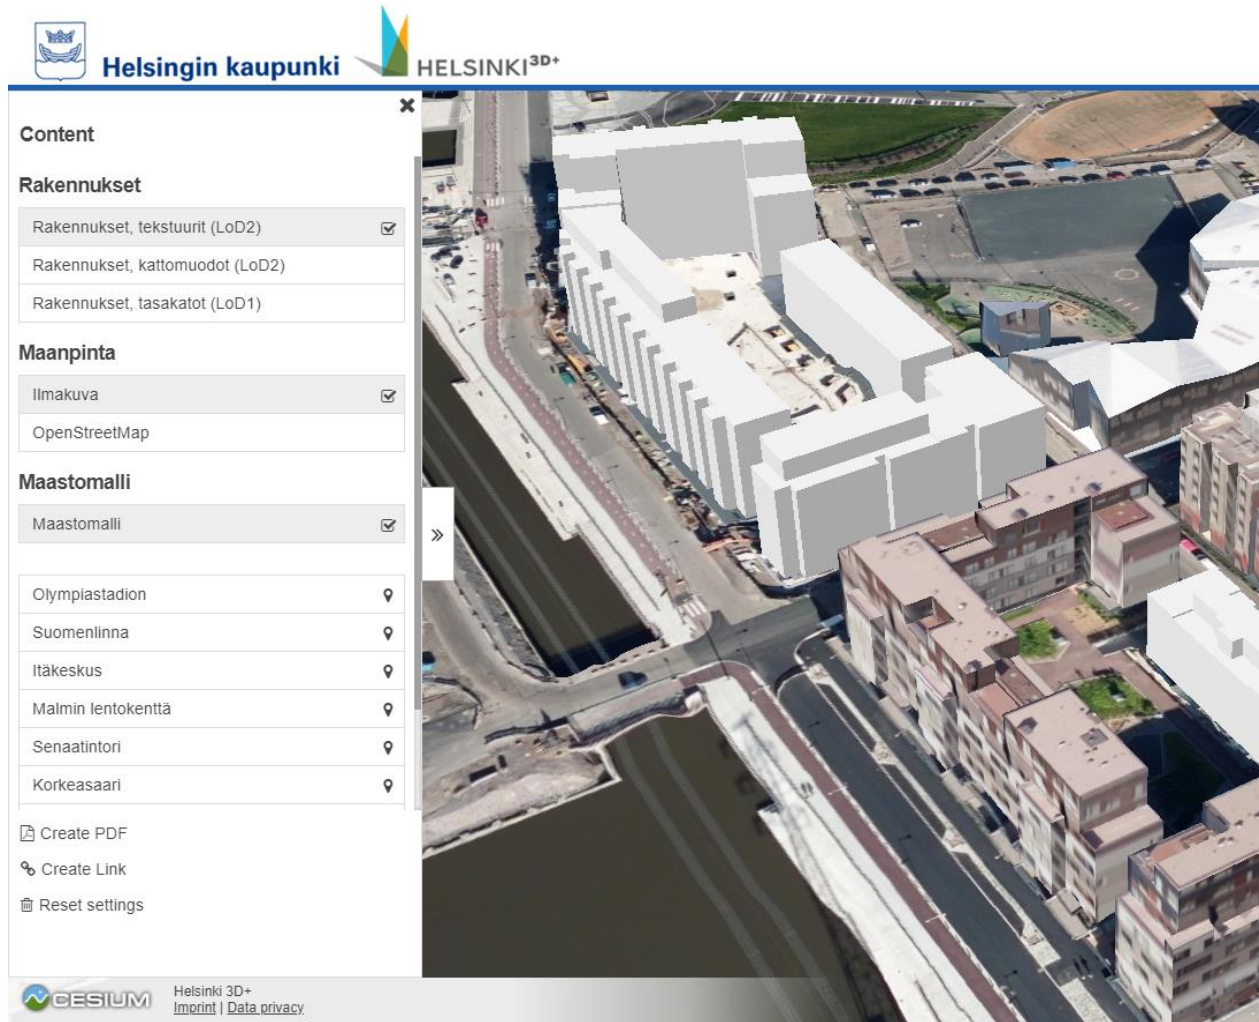 Helsingin kaupunki
HELSINKI3D+
Content
Rakennukset
Rakennukset, tekstuurit (LoD2)
Rakennukset, kattomuodot (LoD2)
Rakennukset, tasakatot (LoD1)
Maanpinta
Ilmakuva
OpenStreetMap
Maastomalli
Maastomalli
Olympiastadion
Suomenlinna
Itäkeskus
Malmin lentokenttä
Senaatintori
Korkeasaari
Create PDF
Create Link
Reset settings
CESIUM
Helsinki 3D+
Imprint | Data privacy